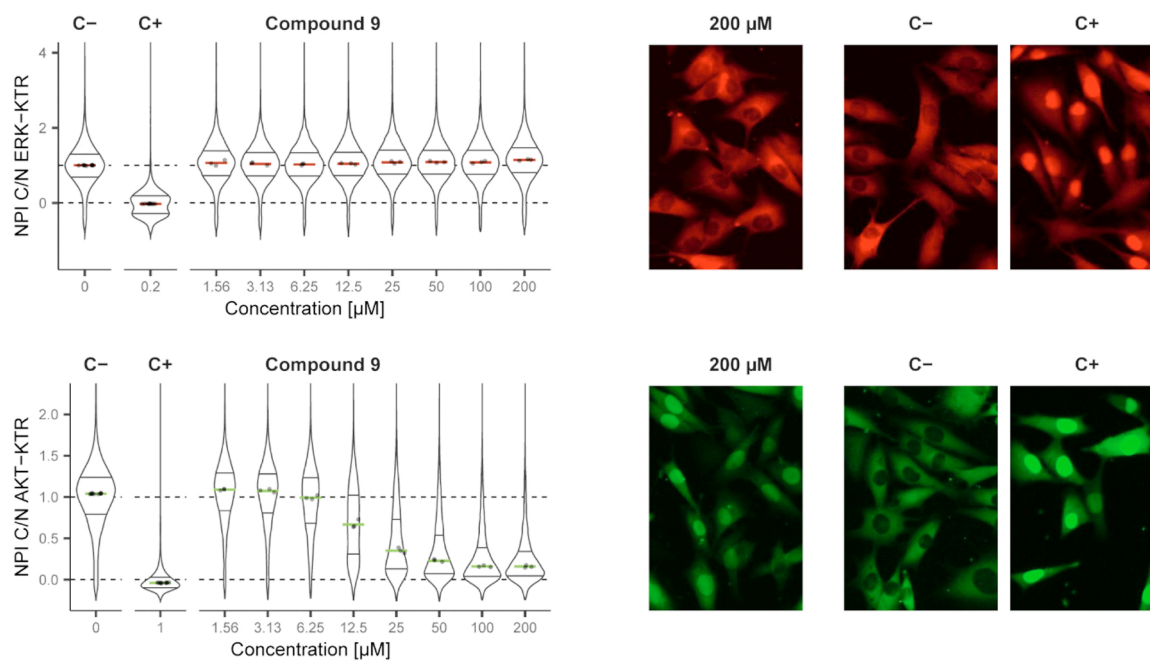 C− C+ Compound 9 200 µM C− C+
NPI C/N ERK−KTR
4
2
0
0 0.2 1.56 3.13 6.25 12.5 25 50 100 200
Concentration [µM]
C− C+ Compound 9 200 µM C− C+
NPI C/N AKT−KTR
2.0
1.5
1.0
0.5
0.0
0 1 1.56 3.13 6.25 12.5 25 50 100 200
Concentration [µM]